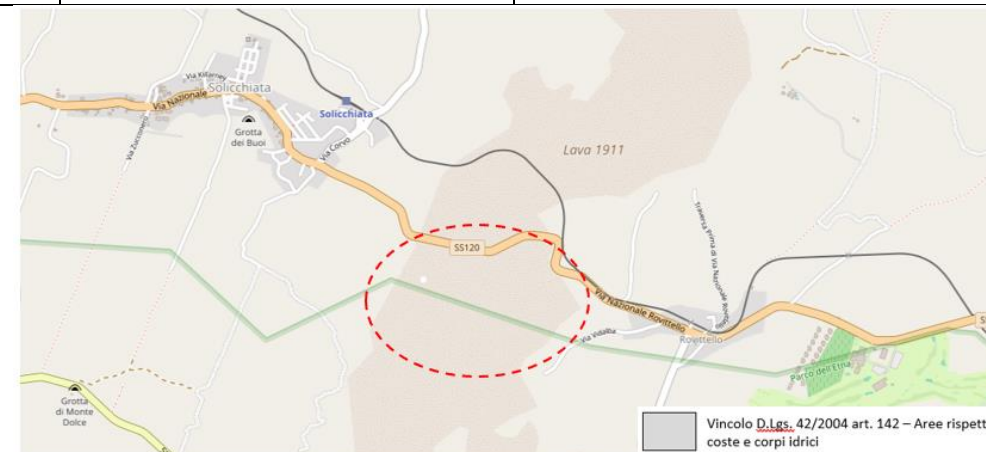 Via Killarney
Solicchiata
Via Nazionale
Solicchiata
Grotta
dei Buoi
Via Zucconero
Via Corvo
Lava 1911
SS120
Traversa Prima di Via Nazionale Rovittello
Via Nazionale Rovittello
Via Vidalba
Rovittello
Parco dell'Etna
Grotta
di Monte
Dolce
Vincolo D.Lgs. 42/2004 art. 142 – Aree rispett
coste e corpi idrici